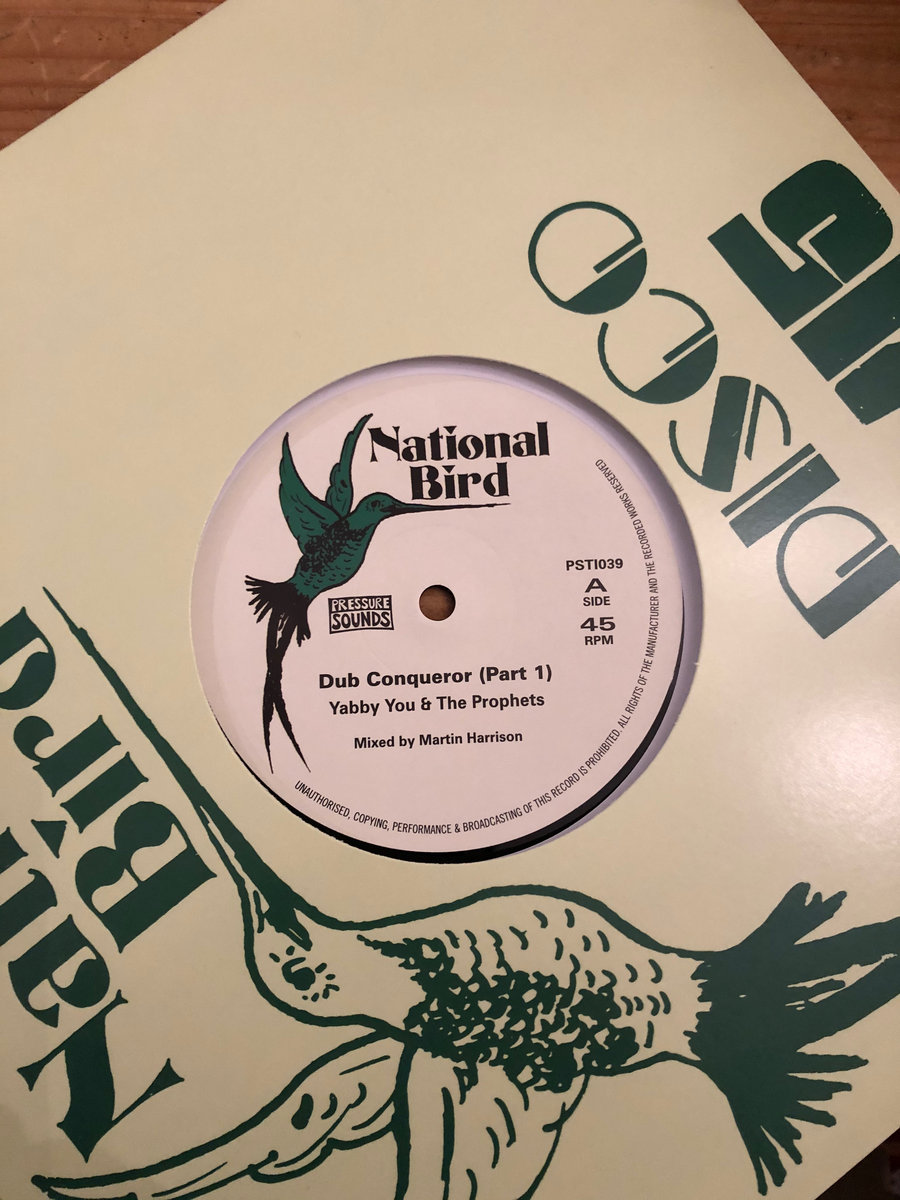 DISCO
45
National
Bird
PRESSURE
SOUNDS
PSTI039
A
SIDE
45
RPM
Dub Conqueror (Part 1)
Yabby You & The Prophets
Mixed by Martin Harrison
UNAUTHORISED, COPYING, PERFORMANCE & BROADCASTING OF THIS RECORD IS PROHIBITED. ALL RIGHTS OF THE MANUFACTURER AND THE RECORDED WORKS RESERVED
Bird